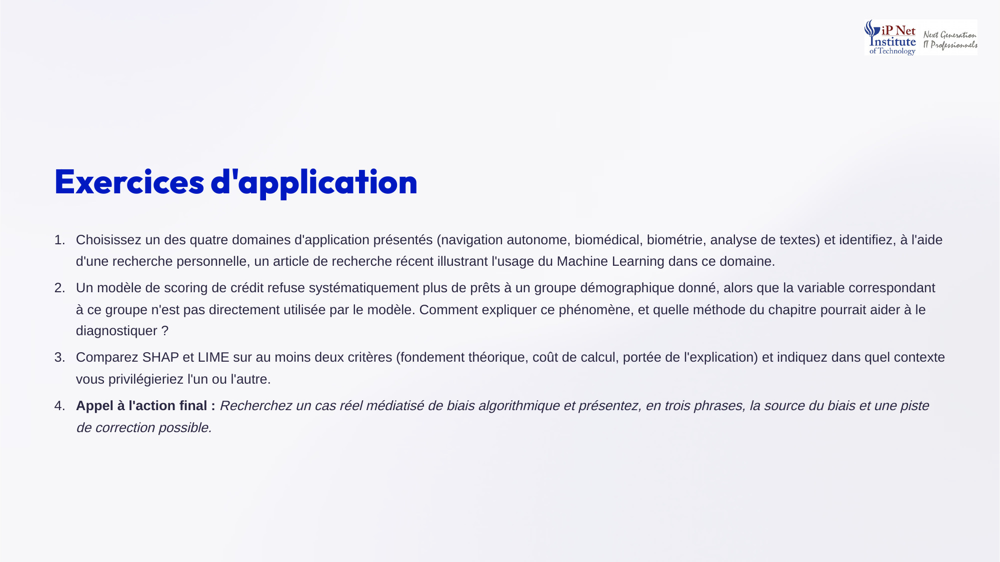 iP Net
Institute
of Technology
Next Generation
IT Professionnels
Exercices d'application
1. Choisissez un des quatre domaines d'application présentés (navigation autonome, biomédical, biométrie, analyse de textes) et identifiez, à l'aide
d'une recherche personnelle, un article de recherche récent illustrant l'usage du Machine Learning dans ce domaine.
2. Un modèle de scoring de crédit refuse systématiquement plus de prêts à un groupe démographique donné, alors que la variable correspondant
à ce groupe n'est pas directement utilisée par le modèle. Comment expliquer ce phénomène, et quelle méthode du chapitre pourrait aider à le
diagnostiquer ?
3. Comparez SHAP et LIME sur au moins deux critères (fondement théorique, coût de calcul, portée de l'explication) et indiquez dans quel contexte
vous privilégieriez l'un ou l'autre.
4. Appel à l'action final : Recherchez un cas réel médiatisé de biais algorithmique et présentez, en trois phrases, la source du biais et une piste
de correction possible.